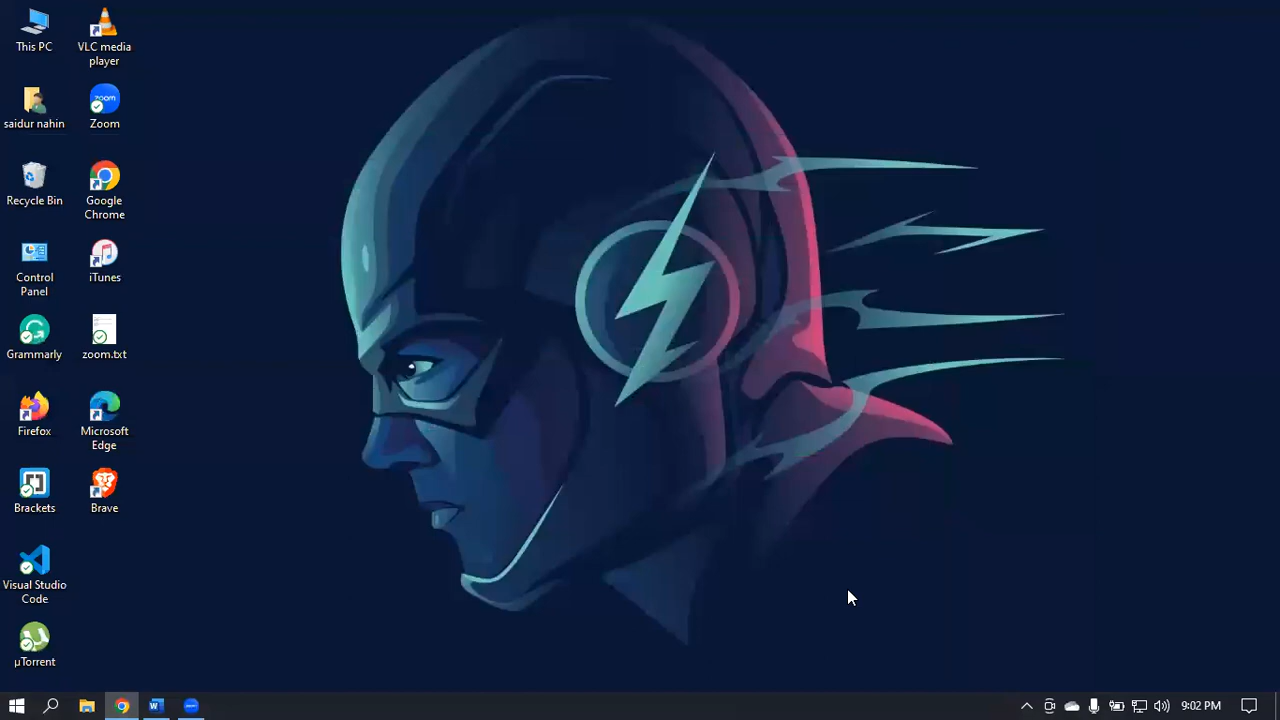 This PC
VLC media
player
saidur nahin
zoom
Zoom
Recycle Bin
Google
Chrome
Control
Panel
iTunes
Grammarly
zoom.txt
Firefox
Microsoft
Edge
Brackets
Brave
Visual Studio
Code
µTorrent
9:02 PM